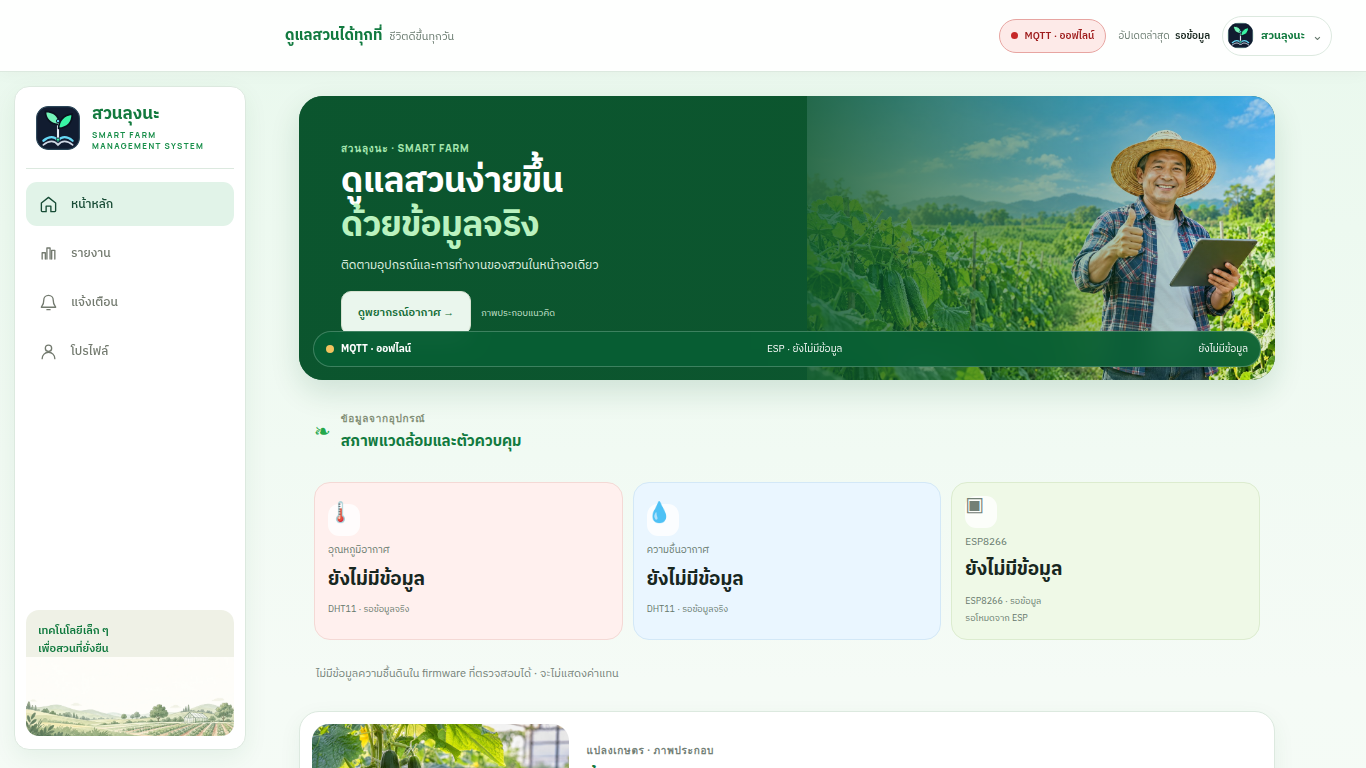 ดูแลสวนได้ทุกที่ ชีวิตดีขึ้นทุกวัน
MQTT · ออฟไลน์
อัปเดตล่าสุด รอข้อมูล
สวนลุงนะ
สวนลุงนะ
SMART FARM
MANAGEMENT SYSTEM
หน้าหลัก
รายงาน
แจ้งเตือน
โปรไฟล์
เทคโนโลยีเล็ก ๆ
เพื่อสวนที่ยั่งยืน
สวนลุงนะ · SMART FARM
ดูแลสวนง่ายขึ้น
ด้วยข้อมูลจริง
ติดตามอุปกรณ์และการทำงานของสวนในหน้าจอเดียว
ดูพยากรณ์อากาศ →
ภาพประกอบแนวคิด
MQTT · ออฟไลน์
ESP · ยังไม่มีข้อมูล
ยังไม่มีข้อมูล
ข้อมูลจากอุปกรณ์
สภาพแวดล้อมและตัวควบคุม
อุณหภูมิอากาศ
ยังไม่มีข้อมูล
DHT11 · รอข้อมูลจริง
ความชื้นอากาศ
ยังไม่มีข้อมูล
DHT11 · รอข้อมูลจริง
ESP8266
ยังไม่มีข้อมูล
ESP8266 · รอข้อมูล
รอโหมดจาก ESP
ไม่มีข้อมูลความชื้นดินใน firmware ที่ตรวจสอบได้ · จะไม่แสดงค่าแทน
แปลงเกษตร · ภาพประกอบ